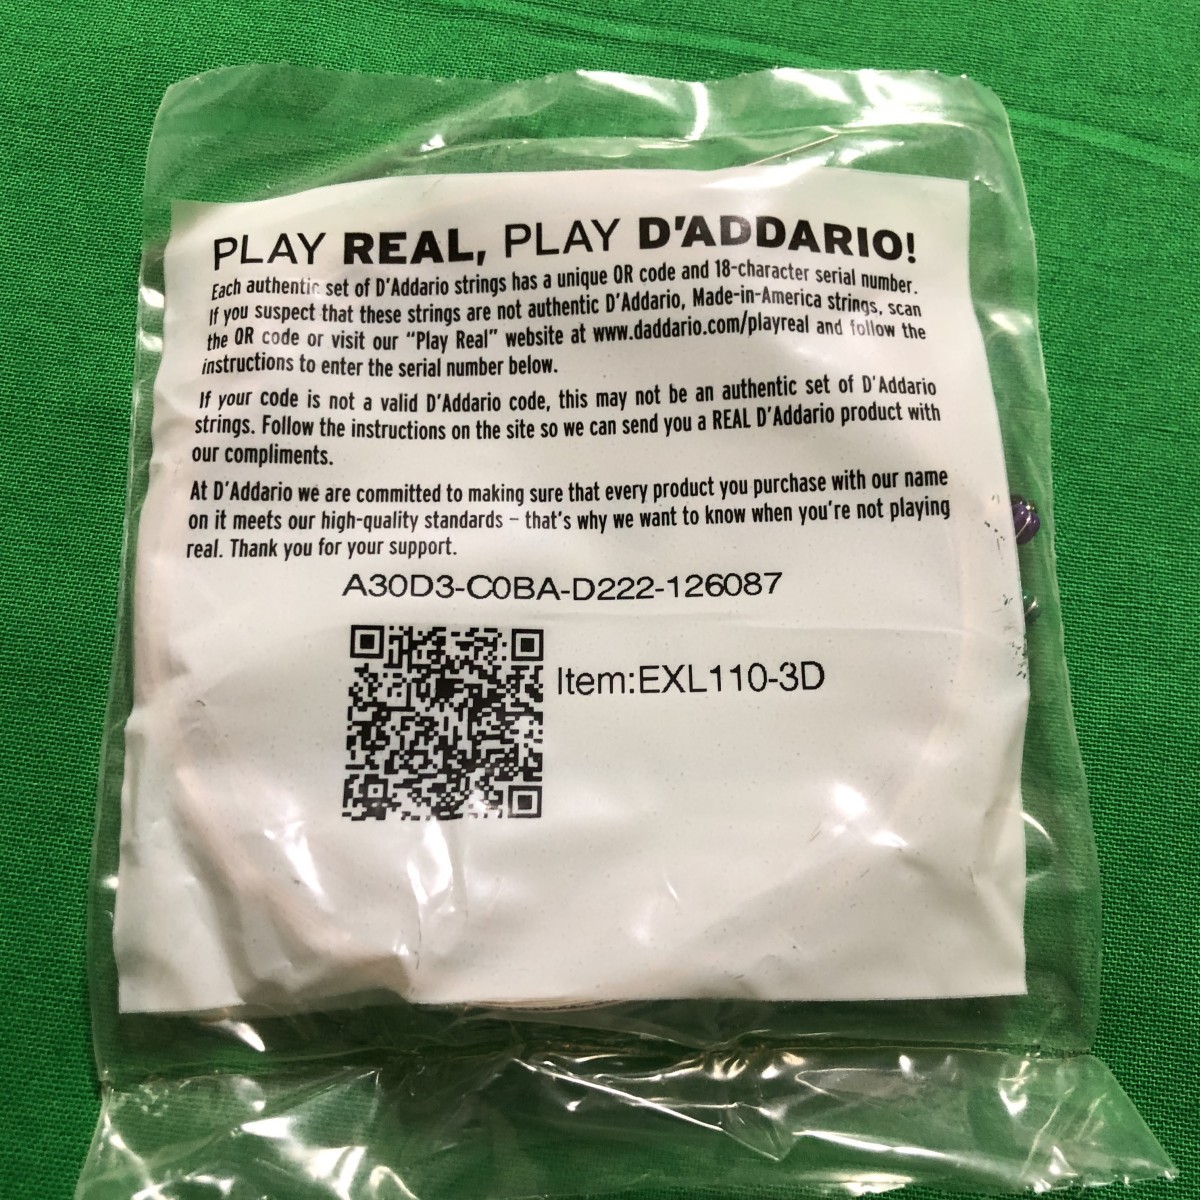 PLAY REAL, PLAY D'ADDARIO!
Each authentic set of D'Addario strings has a unique QR code and 18-character serial number.
If you suspect that these strings are not authentic D'Addario, Made-in-America strings, scan
the QR code or visit our "Play Real" website at www.daddario.com/playreal and follow the
instructions to enter the serial number below.
If your code is not a valid D'Addario code, this may not be an authentic set of D'Addario
strings. Follow the instructions on the site so we can send you a REAL D'Addario product with
our compliments.
At D'Addario we are committed to making sure that every product you purchase with our name
on it meets our high-quality standards – that's why we want to know when you're not playing
real. Thank you for your support.
A30D3-C0BA-D222-126087
Item:EXL110-3D